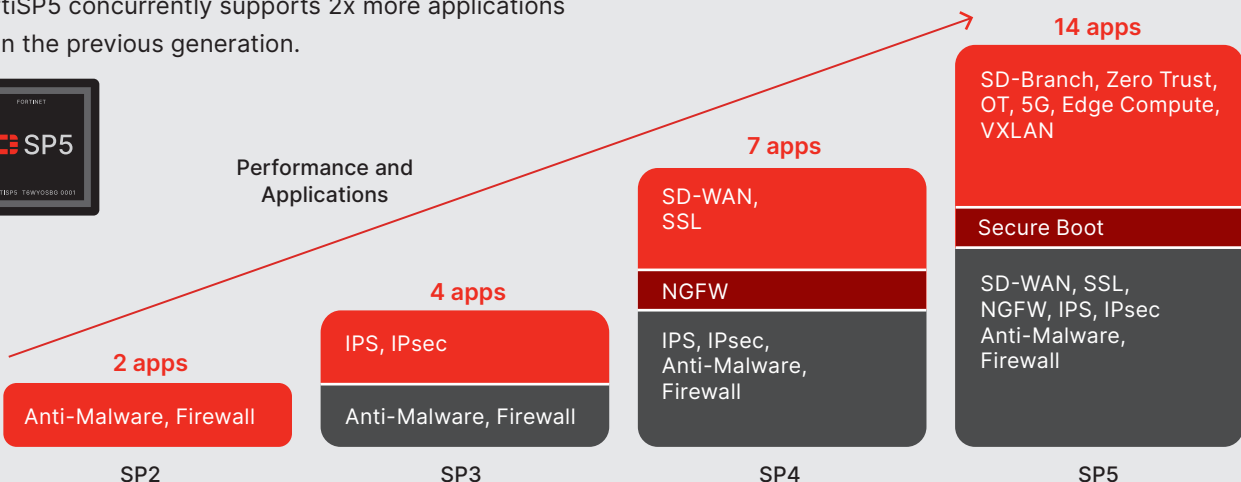 tiSP5 concurrently supports 2x more applications
n the previous generation.
FORTINET
SP5
TISP5 T6WYOSBO 0001
Performance and
Applications
2 apps
Anti-Malware, Firewall
SP2
4 apps
IPS, IPsec
Anti-Malware, Firewall
SP3
7 apps
SD-WAN,
SSL
NGFW
IPS, IPsec,
Anti-Malware,
Firewall
SP4
14 apps
SD-Branch, Zero Trust,
OT, 5G, Edge Compute,
VXLAN
Secure Boot
SD-WAN, SSL,
NGFW, IPS, IPsec
Anti-Malware,
Firewall
SP5